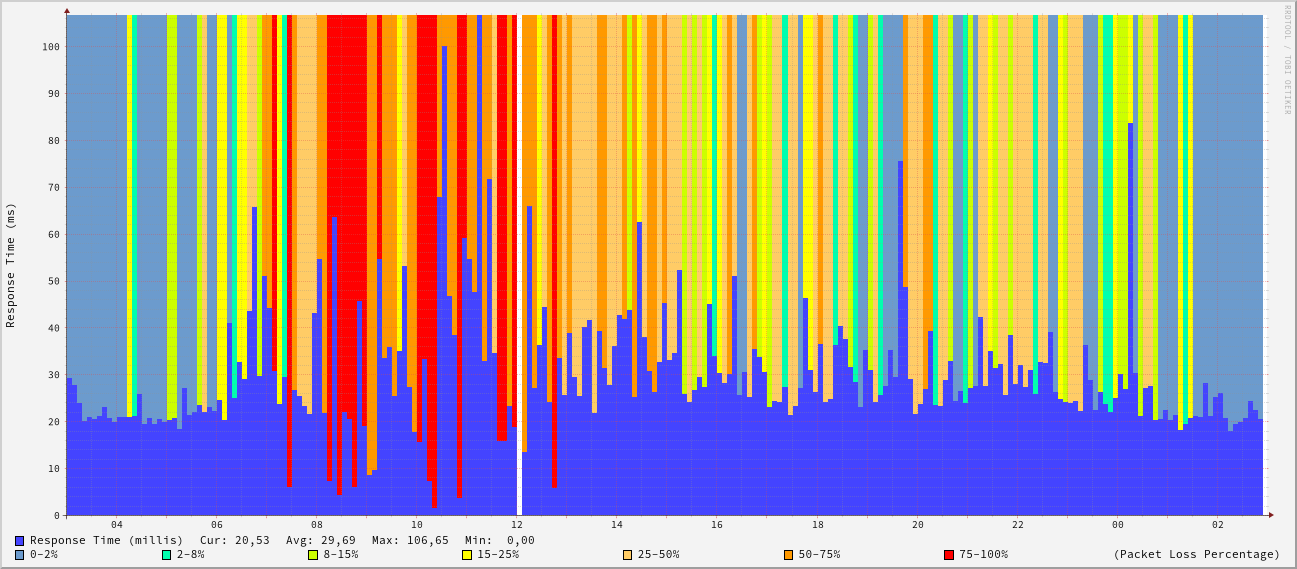 RRDTOOL / TOBI OETIKER
Response Time (ms)
100
90
80
70
60
50
40
30
20
10
0
04 06 08 10 12 14 16 18 20 22 00 02
Response Time (millis) Cur: 20,53 Avg: 29,69 Max: 106,65 Min: 0,00
0-2% 2-8% 8-15% 15-25% 25-50% 50-75% 75-100% (Packet Loss Percentage)